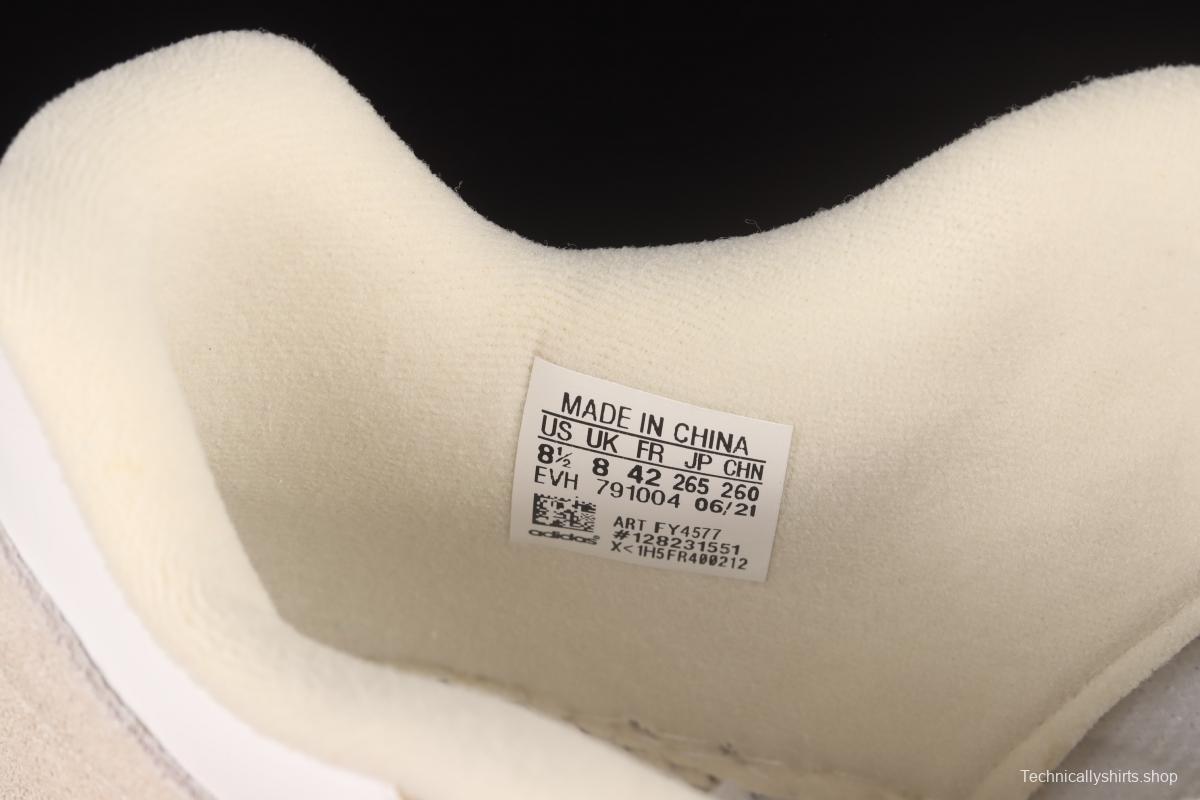 MADE IN CHINA
US UK FR JP CHN
8½ 8 42 265 260
EVH 791004 06/21
ART FY4577
#128231551
X<1H5FR400212
adidas®
Technicallyshirts.shop